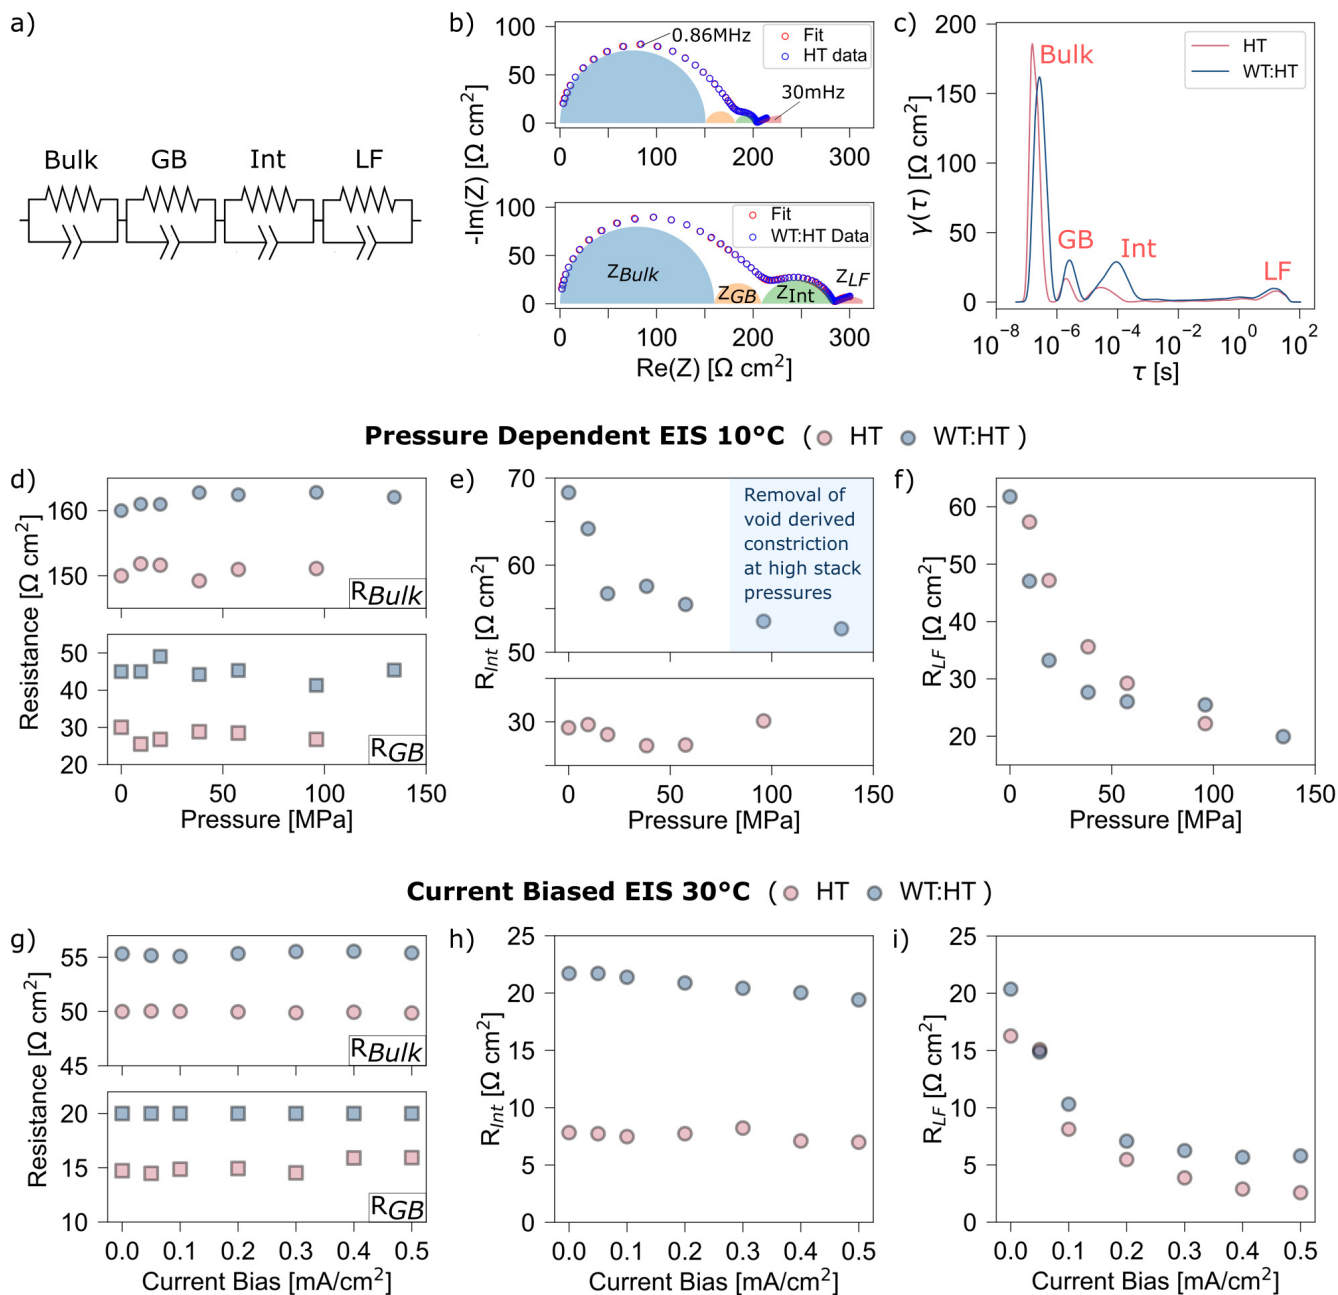 a)
Bulk GB Int LF
b)
-Im(Z) [Ω cm²]
100
50
0
0.86MHz
30mHz
Fit
HT data
0 100 200 300
100
50
0
Fit
WT:HT Data
ZBulk
ZGB
ZInt
ZLF
0 100 200 300
Re(Z) [Ω cm²]
c)
γ(τ) [Ω cm²]
200
150
100
50
0
Bulk
GB
Int
LF
HT
WT:HT
10⁻⁸ 10⁻⁶ 10⁻⁴ 10⁻² 10⁰ 10²
τ [s]
Pressure Dependent EIS 10°C ( HT WT:HT )
d)
Resistance [Ω cm²]
160
150
RBulk
50
40
30
20
RGB
0 50 100 150
Pressure [MPa]
e)
RInt [Ω cm²]
70
60
50
Removal of
void derived
constriction
at high stack
pressures
30
0 50 100 150
Pressure [MPa]
f)
RLF [Ω cm²]
60
50
40
30
20
0 50 100 150
Pressure [MPa]
Current Biased EIS 30°C ( HT WT:HT )
g)
Resistance [Ω cm²]
55
50
45
RBulk
20
15
10
RGB
0.0 0.1 0.2 0.3 0.4 0.5
Current Bias [mA/cm²]
h)
RInt [Ω cm²]
25
20
15
10
5
0
0.0 0.1 0.2 0.3 0.4 0.5
Current Bias [mA/cm²]
i)
RLF [Ω cm²]
25
20
15
10
5
0
0.0 0.1 0.2 0.3 0.4 0.5
Current Bias [mA/cm²]